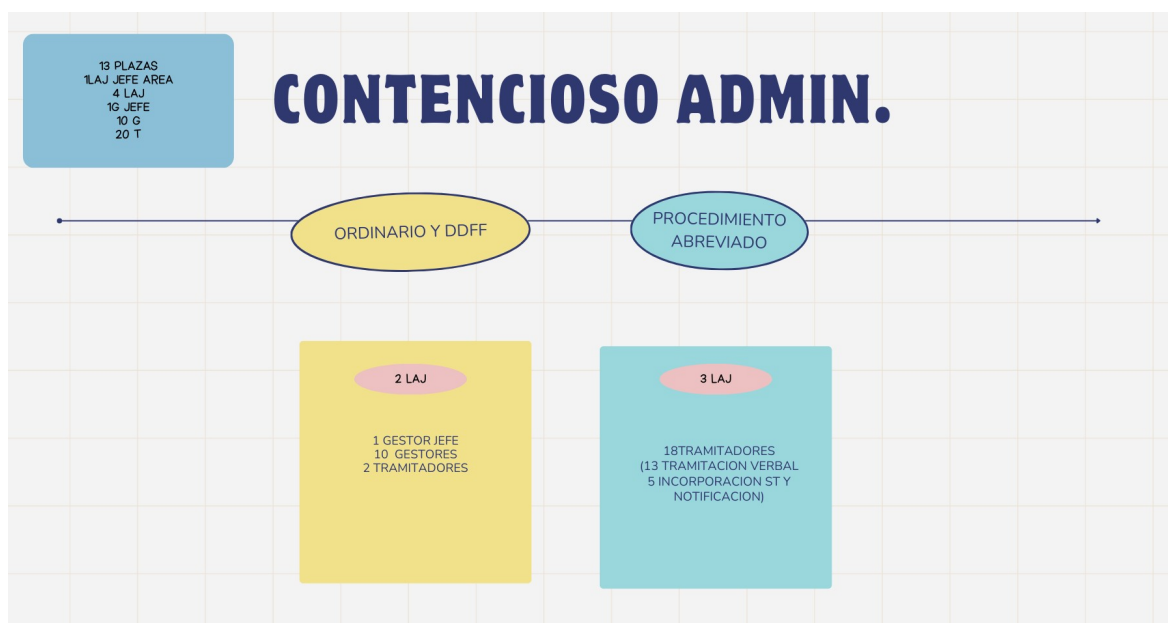 13 PLAZAS
1LAJ JEFE AREA
4 LAJ
1G JEFE
10 G
20 T
CONTENCIOSO ADMIN.
ORDINARIO Y DDFF
PROCEDIMIENTO
ABREVIADO
2 LAJ
1 GESTOR JEFE
10 GESTORES
2 TRAMITADORES
3 LAJ
18TRAMITADORES
(13 TRAMITACION VERBAL
5 INCORPORACION ST Y
NOTIFICACION)